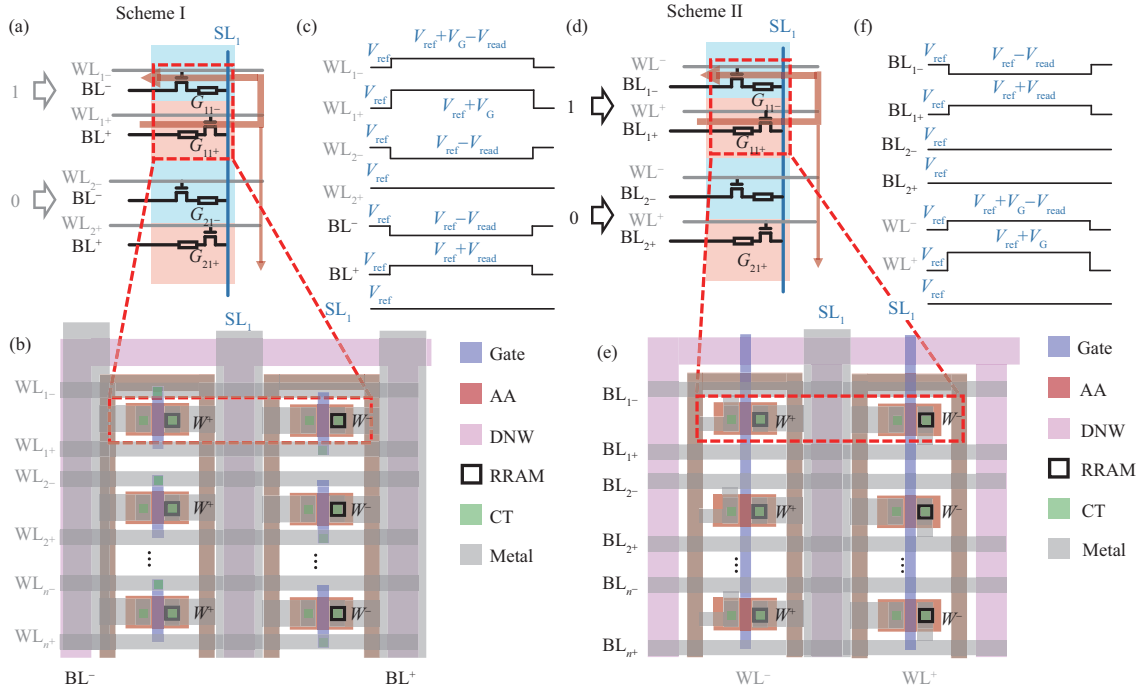 Scheme I
Scheme II
(a)
SL1
WL1−
1
BL−
G11−
WL1+
BL+
G11+
WL2−
0
BL−
G21−
WL2+
BL+
G21+
(c)
Vref
Vref+VG−Vread
WL1−
Vref
WL1+
Vref+VG
Vref
WL2−
Vref−Vread
Vref
WL2+
Vref
BL−
Vref−Vread
Vref
Vref+Vread
BL+
Vref
SL1
(d)
SL1
WL−
1
BL1−
G11−
WL+
BL1+
G11+
WL−
0
BL2−
WL+
BL2+
G21+
(f)
BL1−
Vref
Vref−Vread
BL1+
Vref
Vref+Vread
BL2−
Vref
BL2+
Vref
WL−
Vref
Vref+VG−Vread
WL+
Vref
Vref+VG
Vref
SL1
(b)
SL1
WL1−
W+
W−
WL1+
WL2−
W+
W−
WL2+
...
...
WLn−
W+
W−
WLn+
BL−
BL+
Gate
AA
DNW
RRAM
CT
Metal
(e)
BL1−
W+
W−
BL1+
BL2−
W+
W−
BL2+
...
...
BLn−
W+
W−
BLn+
WL−
WL+
Gate
AA
DNW
RRAM
CT
Metal